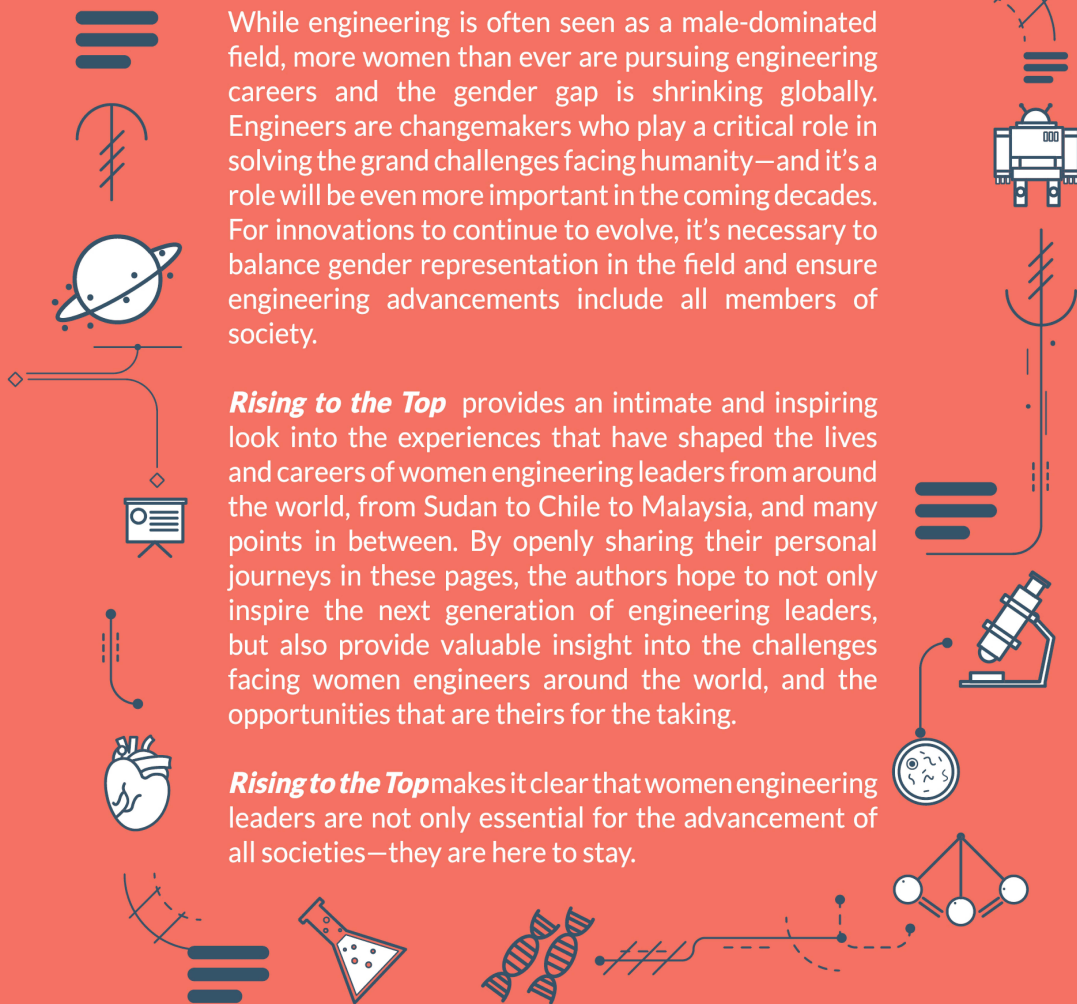 While engineering is often seen as a male-dominated
field, more women than ever are pursuing engineering
careers and the gender gap is shrinking globally.
Engineers are changemakers who play a critical role in
solving the grand challenges facing humanity—and it’s a
role will be even more important in the coming decades.
For innovations to continue to evolve, it’s necessary to
balance gender representation in the field and ensure
engineering advancements include all members of
society.
Rising to the Top provides an intimate and inspiring
look into the experiences that have shaped the lives
and careers of women engineering leaders from around
the world, from Sudan to Chile to Malaysia, and many
points in between. By openly sharing their personal
journeys in these pages, the authors hope to not only
inspire the next generation of engineering leaders,
but also provide valuable insight into the challenges
facing women engineers around the world, and the
opportunities that are theirs for the taking.
Rising to the Top makes it clear that women engineering
leaders are not only essential for the advancement of
all societies—they are here to stay.